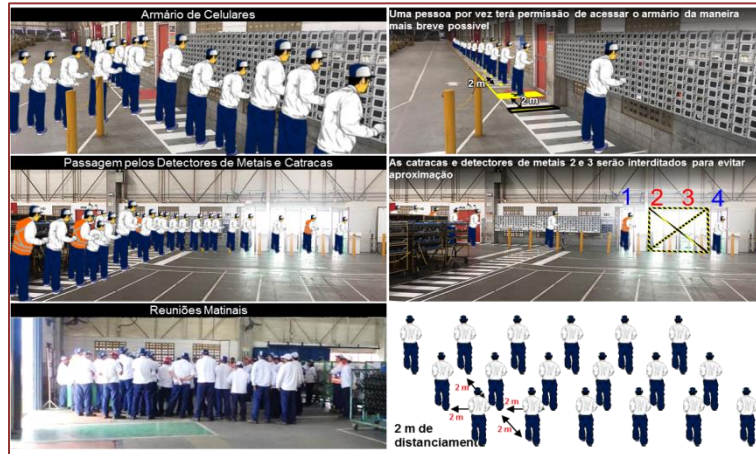 Armário de Celulares
Uma pessoa por vez terá permissão de acessar o armário da maneira
mais breve possível
2 m
2 m
Passagem pelos Detectores de Metais e Catracas
As catracas e detectores de metais 2 e 3 serão interditados para evitar
aproximação
1 2 3 4
Reuniões Matinais
2 m
2 m
2 m
2 m
2 m de
distanciamento